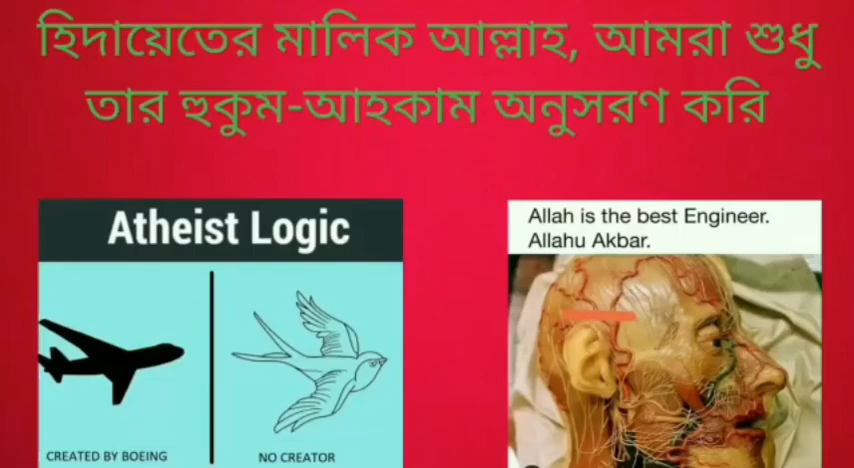 হিদায়েতের মালিক আল্লাহ, আমরা শুধু
তার হুকুম-আহকাম অনুসরণ করি
Atheist Logic
CREATED BY BOEING
NO CREATOR
Allah is the best Engineer.
Allahu Akbar.